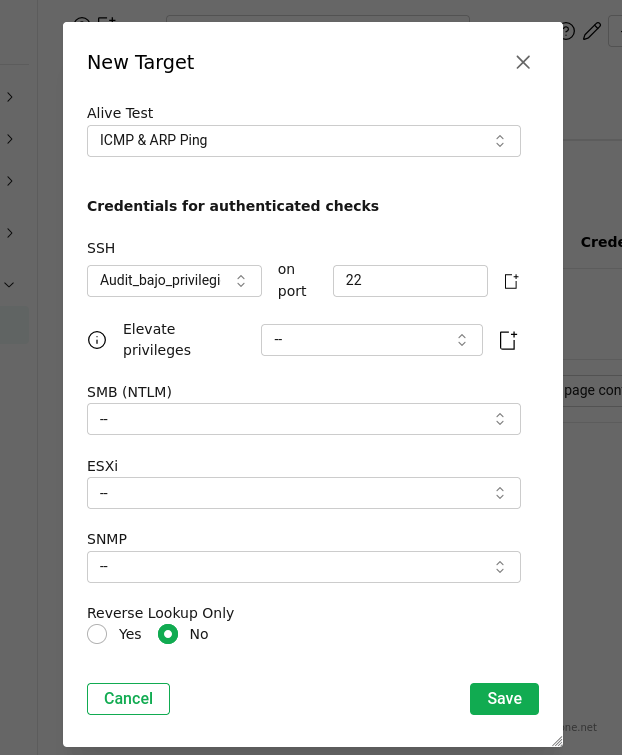 New Target
Alive Test
ICMP & ARP Ping
Credentials for authenticated checks
SSH
Audit_bajo_privilegi
on
port
22
Elevate
privileges
--
SMB (NTLM)
--
ESXi
--
SNMP
--
Reverse Lookup Only
Yes No
Cancel Save
Crede
page con
one.net